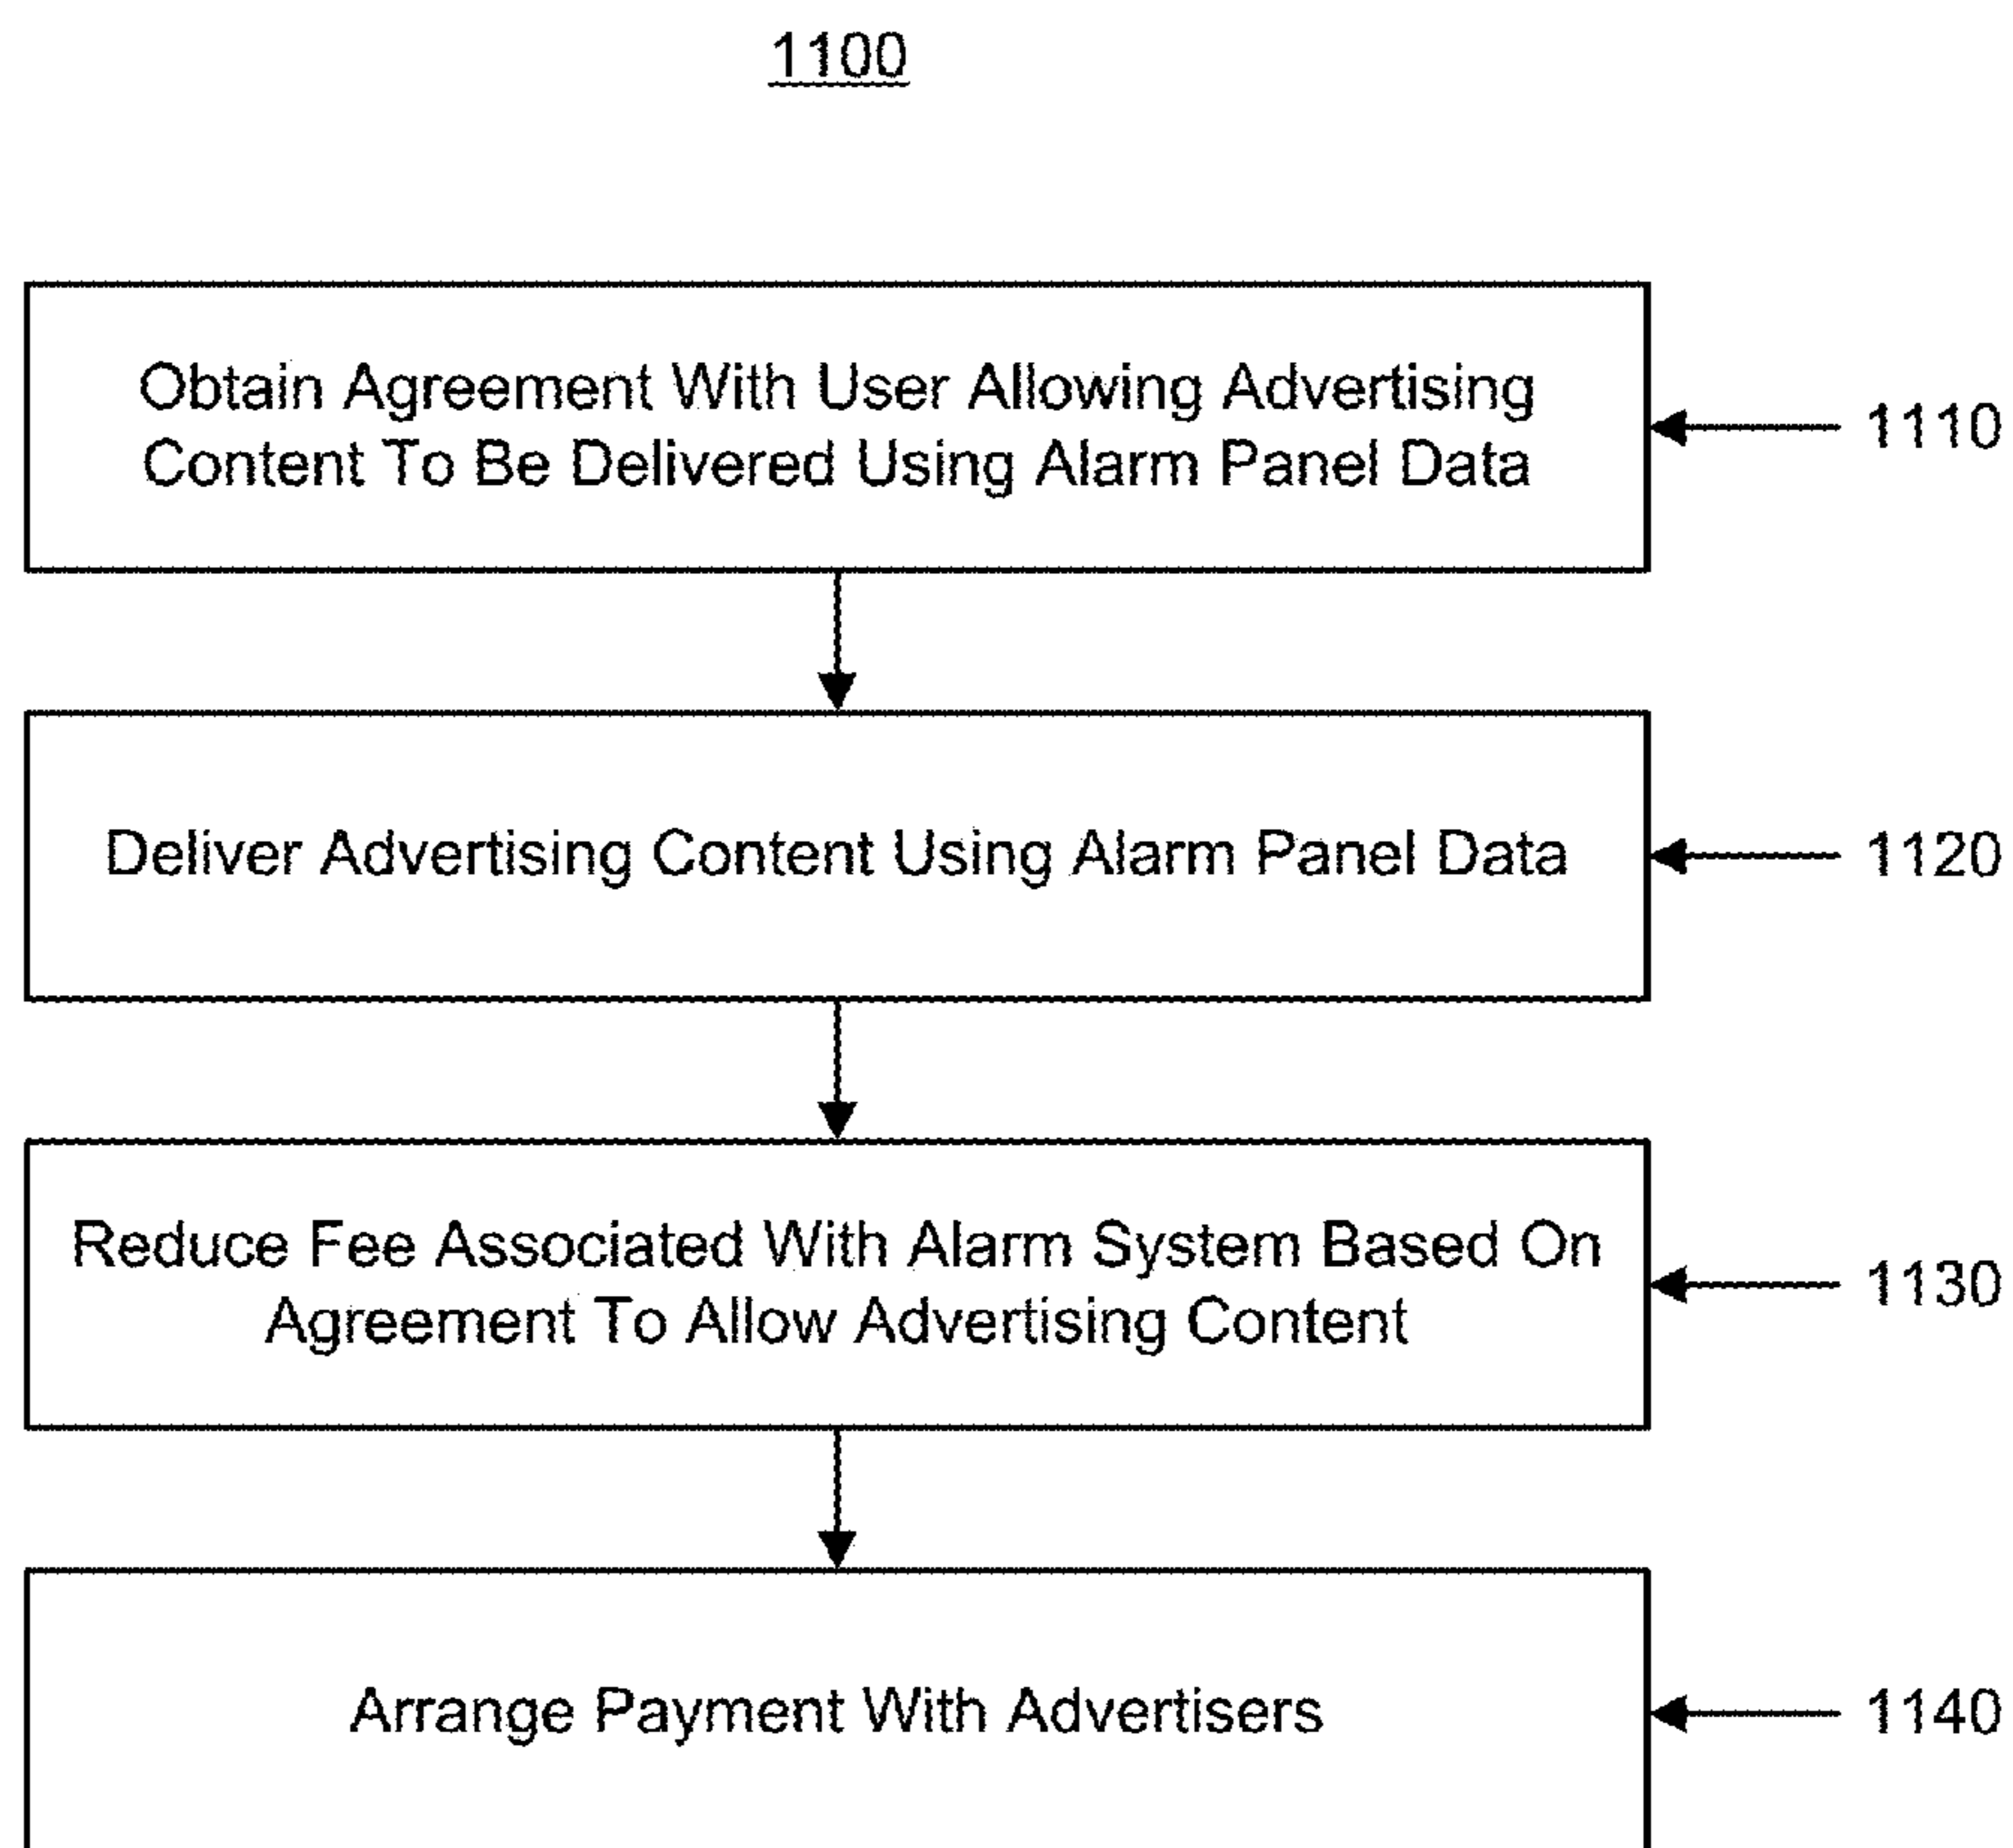 1100
Obtain Agreement With User Allowing Advertising
Content To Be Delivered Using Alarm Panel Data
1110
Deliver Advertising Content Using Alarm Panel Data
1120
Reduce Fee Associated With Alarm System Based On
Agreement To Allow Advertising Content
1130
Arrange Payment With Advertisers
1140